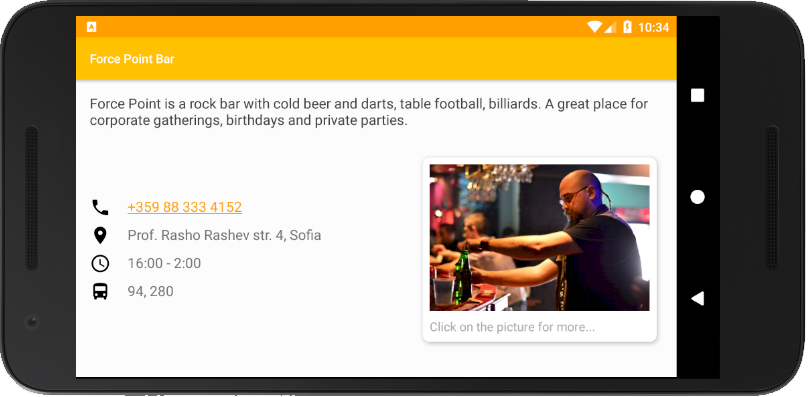 10:34
Force Point Bar
Force Point is a rock bar with cold beer and darts, table football, billiards. A great place for
corporate gatherings, birthdays and private parties.
+359 88 333 4152
Prof. Rasho Rashev str. 4, Sofia
16:00 - 2:00
94, 280
Click on the picture for more...